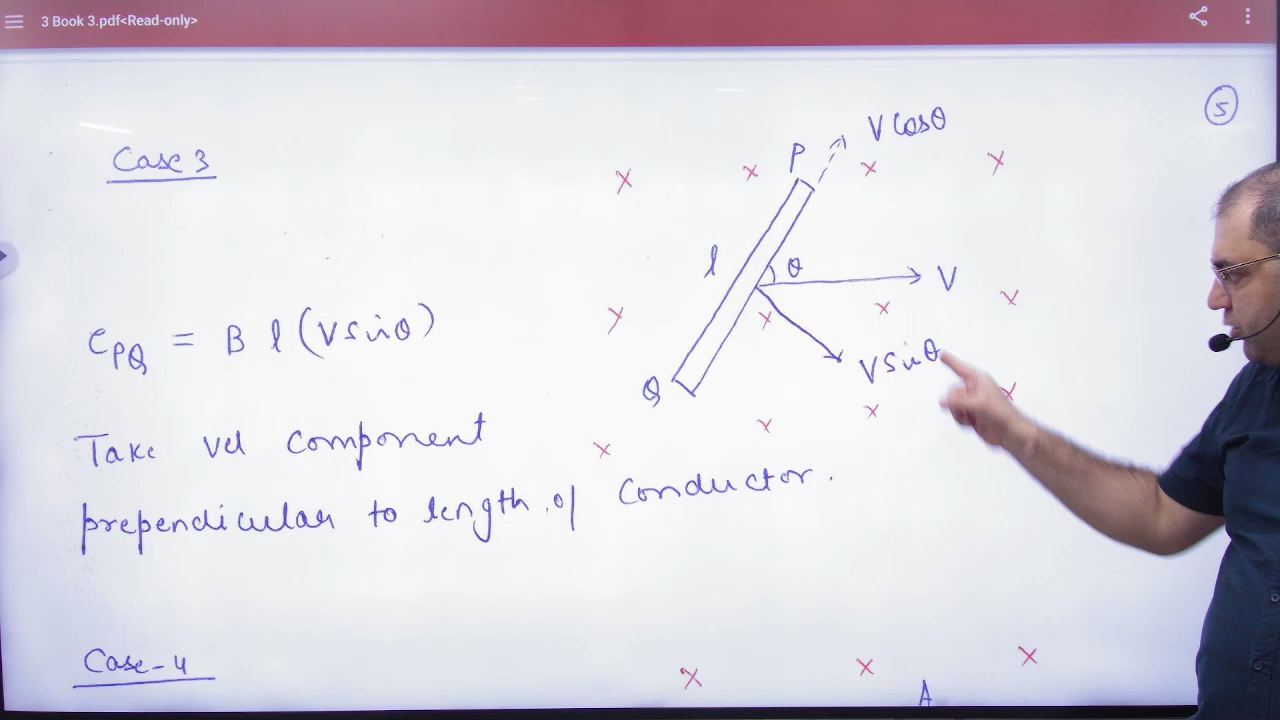 3 Book 3.pdf<Read-only>
5
Case 3
P
V Cosθ
l
θ
V
e_PQ = B l (V sinθ)
V sinθ
Q
Take vel component
prependicular to length of conductor.
Case-4
A